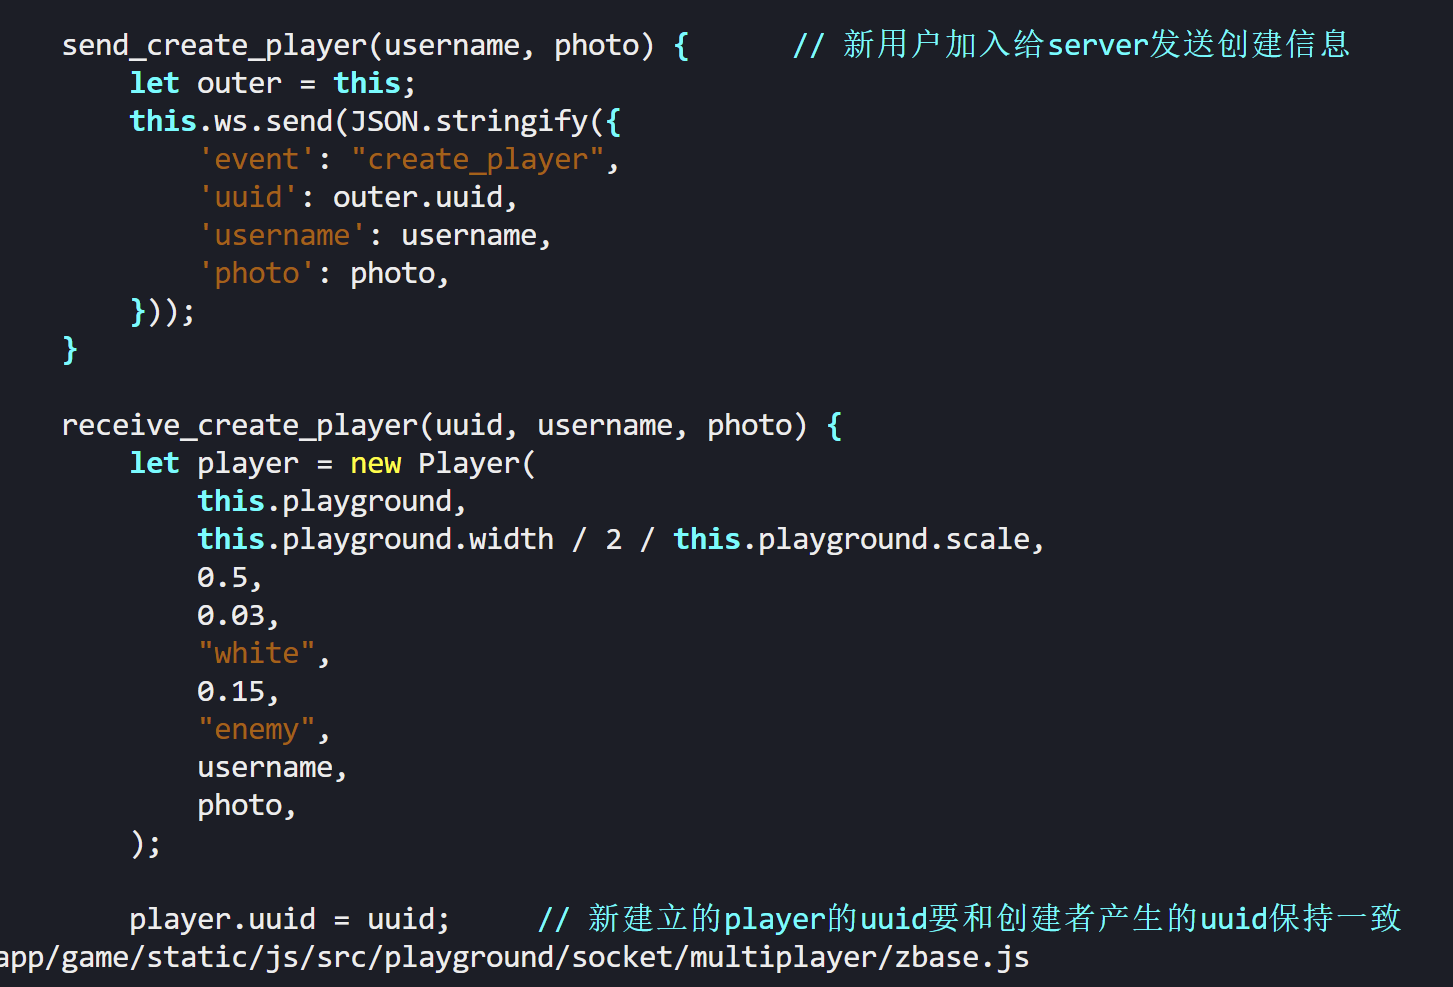 send_create_player(username, photo) {      // 新用户加入给server发送创建信息
    let outer = this;
    this.ws.send(JSON.stringify({
        'event': "create_player",
        'uuid': outer.uuid,
        'username': username,
        'photo': photo,
    }));
}
receive_create_player(uuid, username, photo) {
    let player = new Player(
        this.playground,
        this.playground.width / 2 / this.playground.scale,
        0.5,
        0.03,
        "white",
        0.15,
        "enemy",
        username,
        photo,
    );
    player.uuid = uuid;     // 新建立的player的uuid要和创建者产生的uuid保持一致
app/game/static/js/src/playground/socket/multiplayer/zbase.js